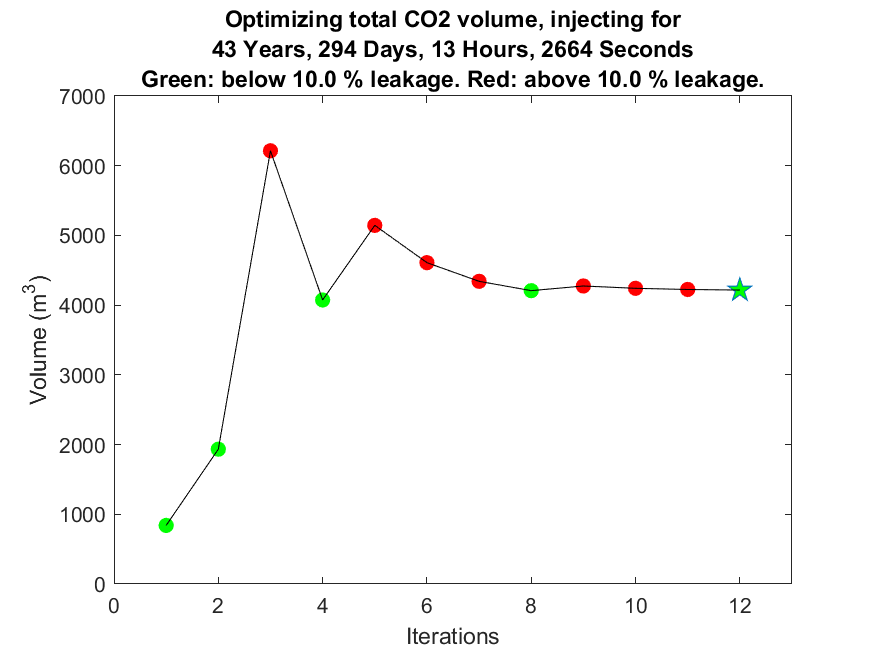 Optimizing total CO2 volume, injecting for
43 Years, 294 Days, 13 Hours, 2664 Seconds
Green: below 10.0 % leakage. Red: above 10.0 % leakage.
7000
6000
5000
4000
3000
2000
1000
0
Volume (m³)
0 2 4 6 8 10 12
Iterations